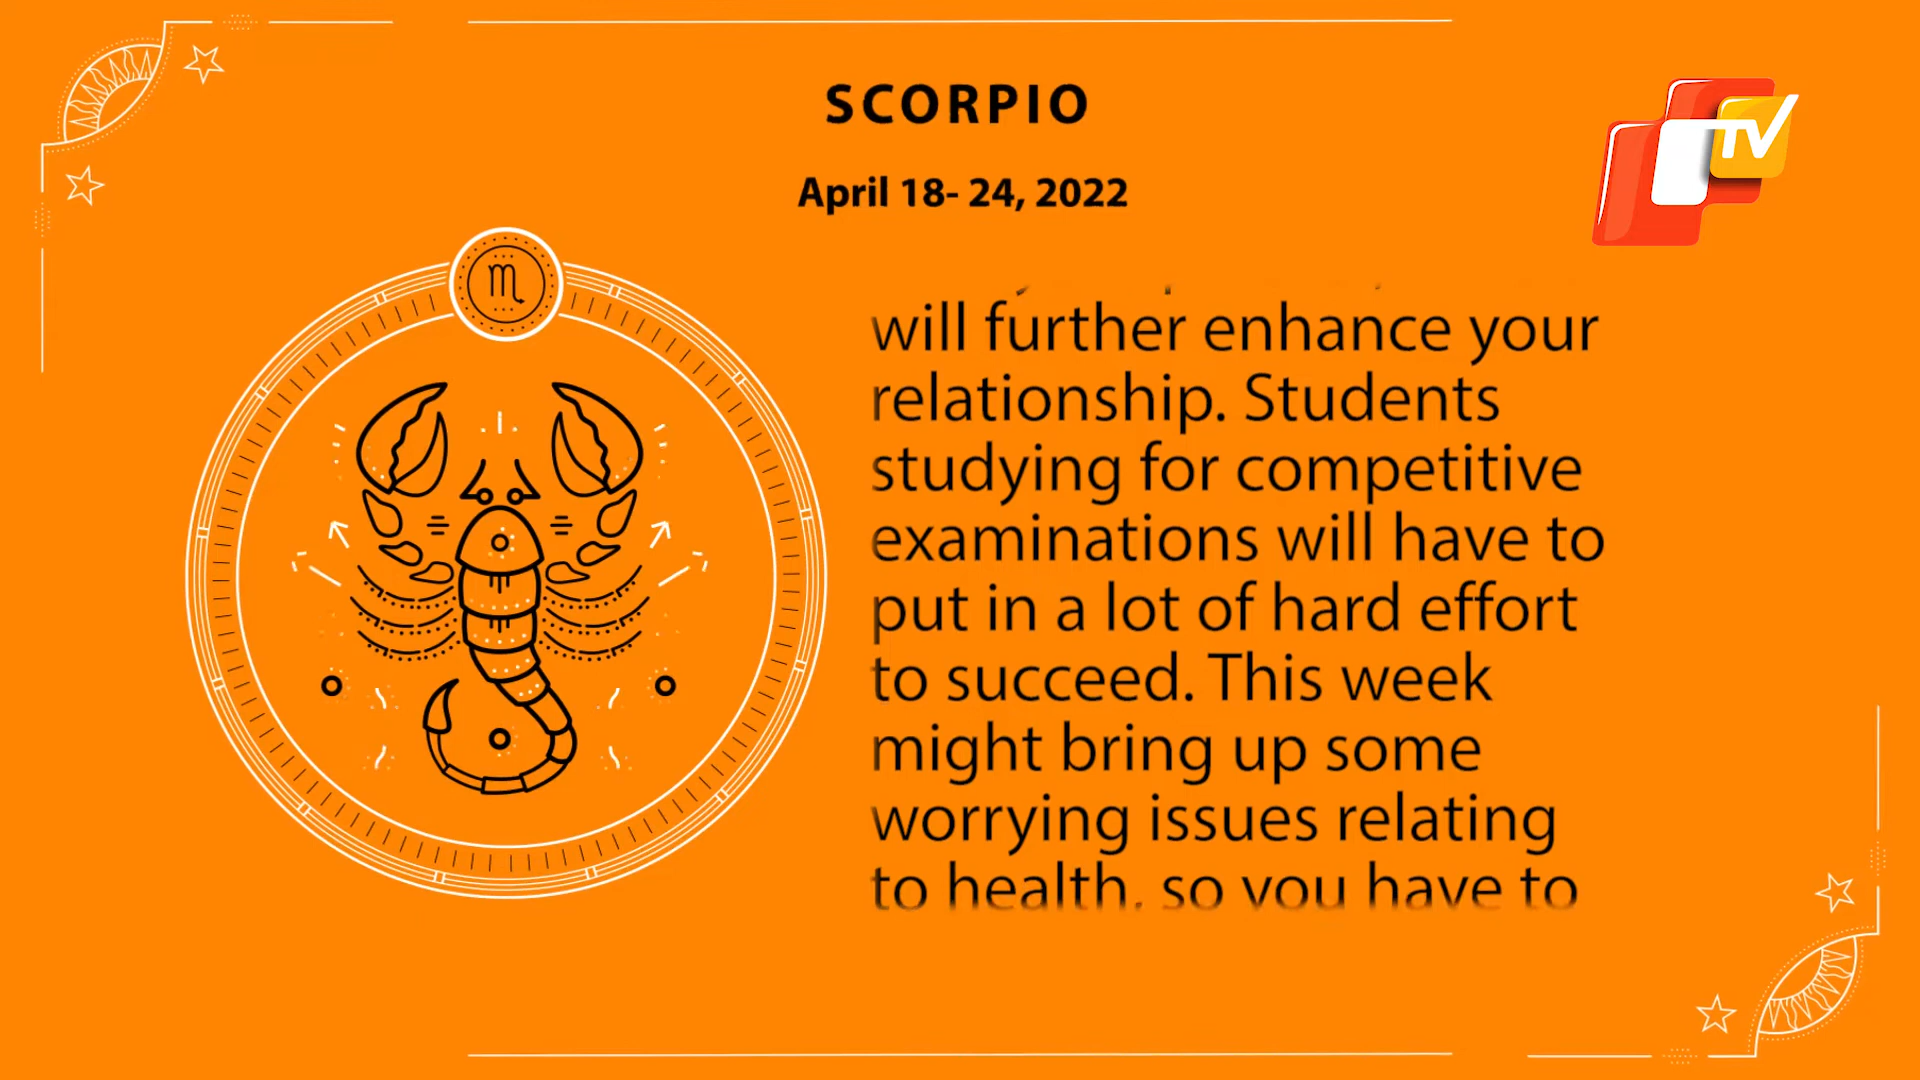 SCORPIO
April 18- 24, 2022
TV
will further enhance your
relationship. Students
studying for competitive
examinations will have to
put in a lot of hard effort
to succeed. This week
might bring up some
worrying issues relating
to health, so you have to